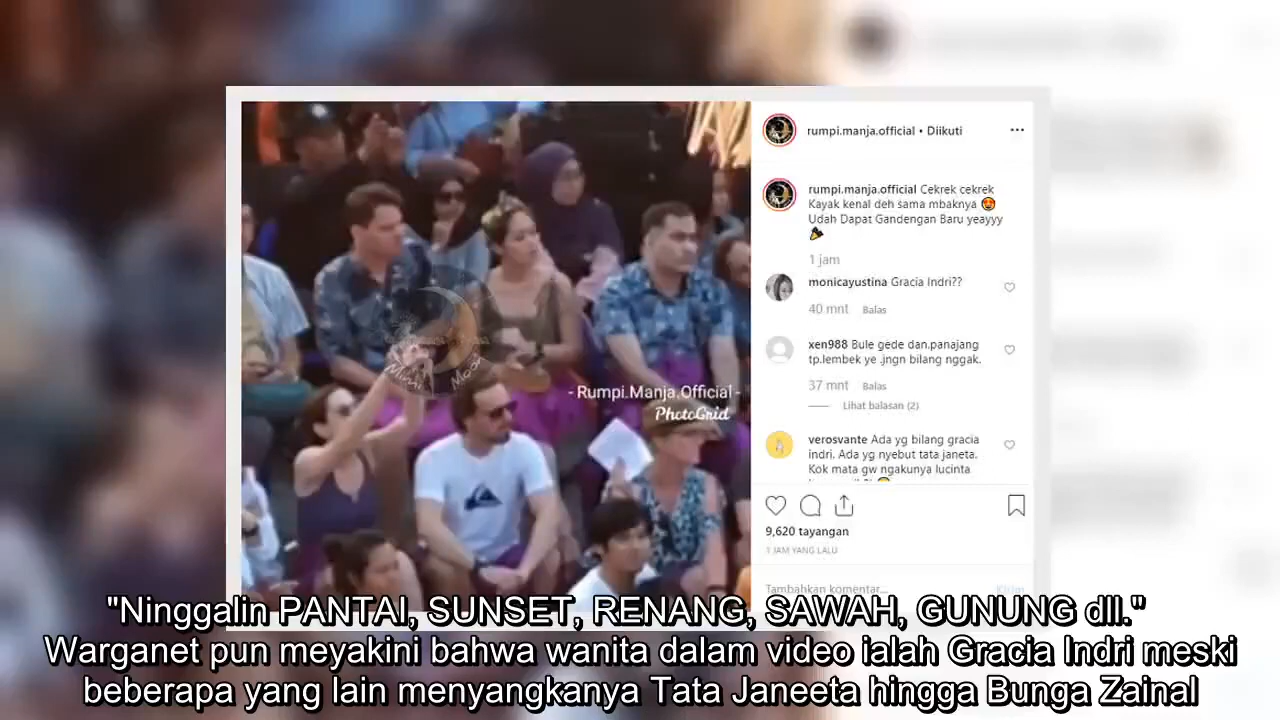 rumpi.manja.official • Diikuti
rumpi.manja.official Cekrek cekrek
Kayak kenal deh sama mbaknya 😍
Udah Dapat Gandengan Baru yeayyy
🎉
1 jam
monicayustina Gracia Indri??
40 mnt Balas
xen988 Bule gede dan.panajang
tp.lembek ye .jngn bilang nggak.
37 mnt Balas
Lihat balasan (2)
verosvante Ada yg bilang gracia
indri. Ada yg nyebut tata janeta.
Kok mata gw ngakunya lucinta
- Rumpi.Manja.Official -
PhotoGrid
9,620 tayangan
1 JAM YANG LALU
Tambahkan komentar...
Kirim
"Ninggalin PANTAI, SUNSET, RENANG, SAWAH, GUNUNG dll."
Warganet pun meyakini bahwa wanita dalam video ialah Gracia Indri meski
beberapa yang lain menyangkanya Tata Janeeta hingga Bunga Zainal